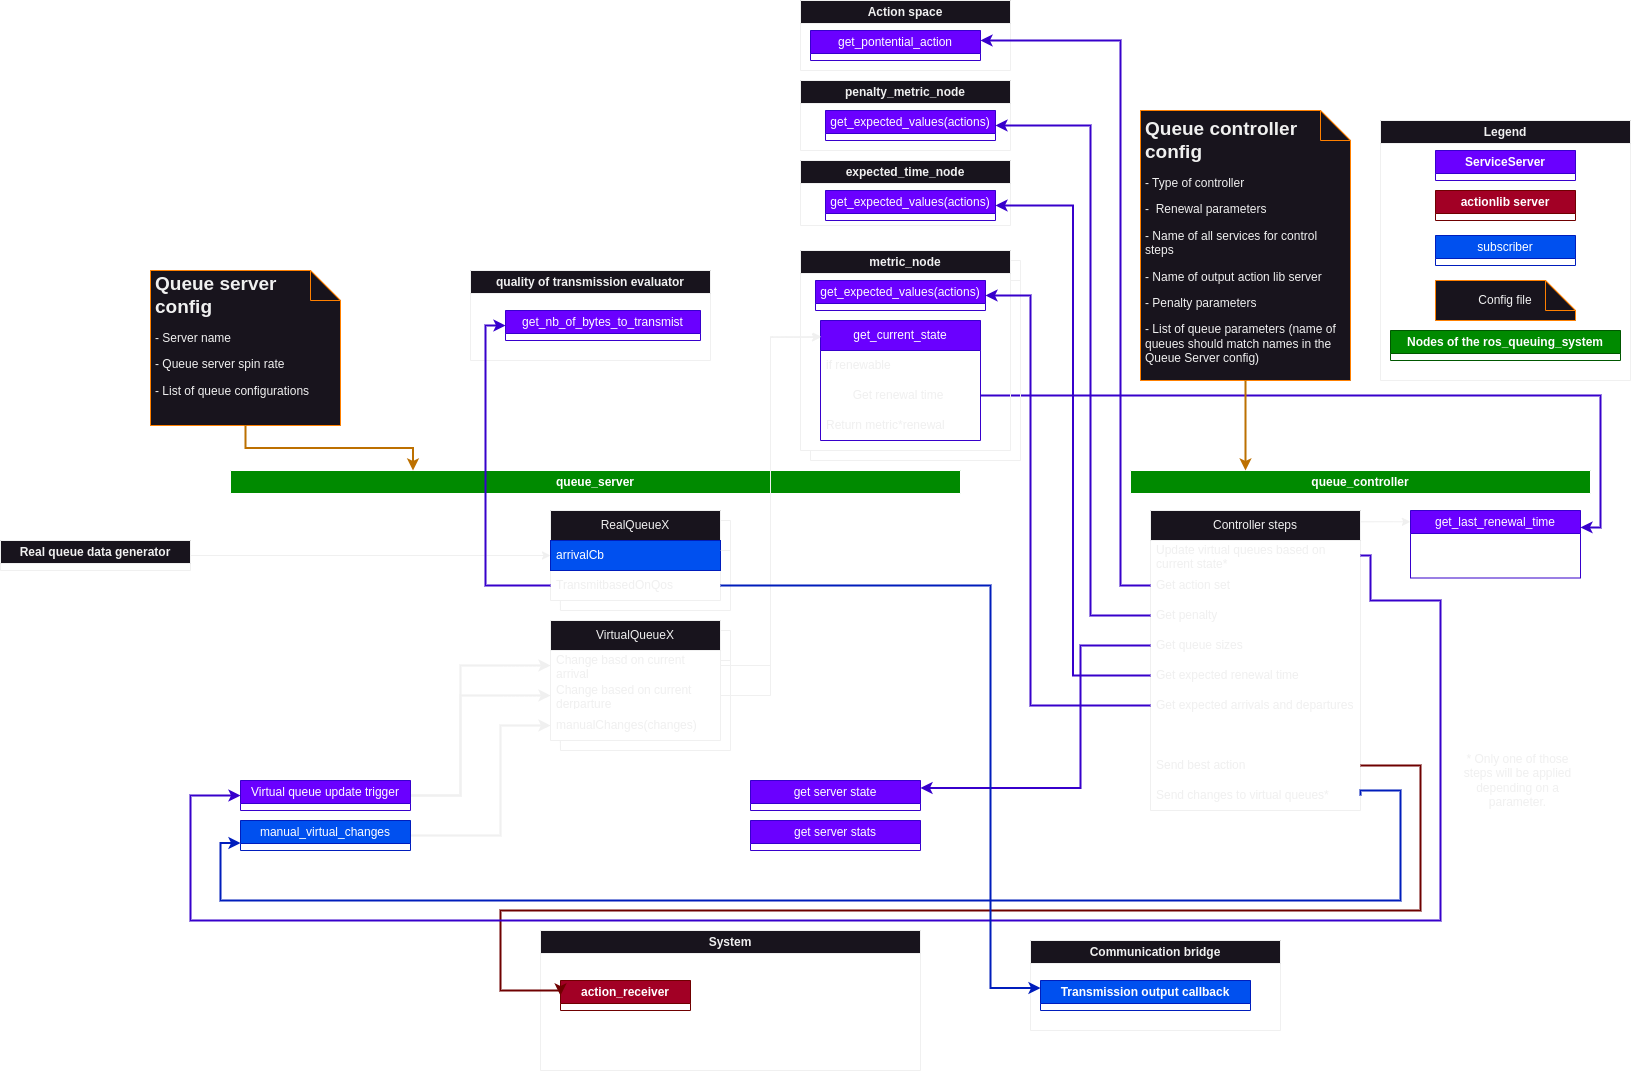 Action space
get_pontential_action
penalty_metric_node
get_expected_values(actions)
expected_time_node
get_expected_values(actions)
metric_node
get_expected_values(actions)
get_current_state
if renewable
Get renewal time
Return metric*renewal
Queue controller
config
- Type of controller
- Renewal parameters
- Name of all services for control
steps
- Name of output action lib server
- Penalty parameters
- List of queue parameters (name of
queues should match names in the
Queue Server config)
Legend
ServiceServer
actionlib server
subscriber
Config file
Nodes of the ros_queuing_system
Queue server
config
- Server name
- Queue server spin rate
- List of queue configurations
quality of transmission evaluator
get_nb_of_bytes_to_transmist
queue_server
queue_controller
Real queue data generator
RealQueueX
arrivalCb
TransmitbasedOnQos
VirtualQueueX
Change basd on current
arrival
Change based on current
derparture
manualChanges(changes)
Controller steps
Update virtual queues based on
current state*
Get action set
Get penalty
Get queue sizes
Get expected renewal time
Get expected arrivals and departures
Send best action
Send changes to virtual queues*
get_last_renewal_time
* Only one of those
steps will be applied
depending on a
parameter.
Virtual queue update trigger
manual_virtual_changes
get server state
get server stats
System
action_receiver
Communication bridge
Transmission output callback